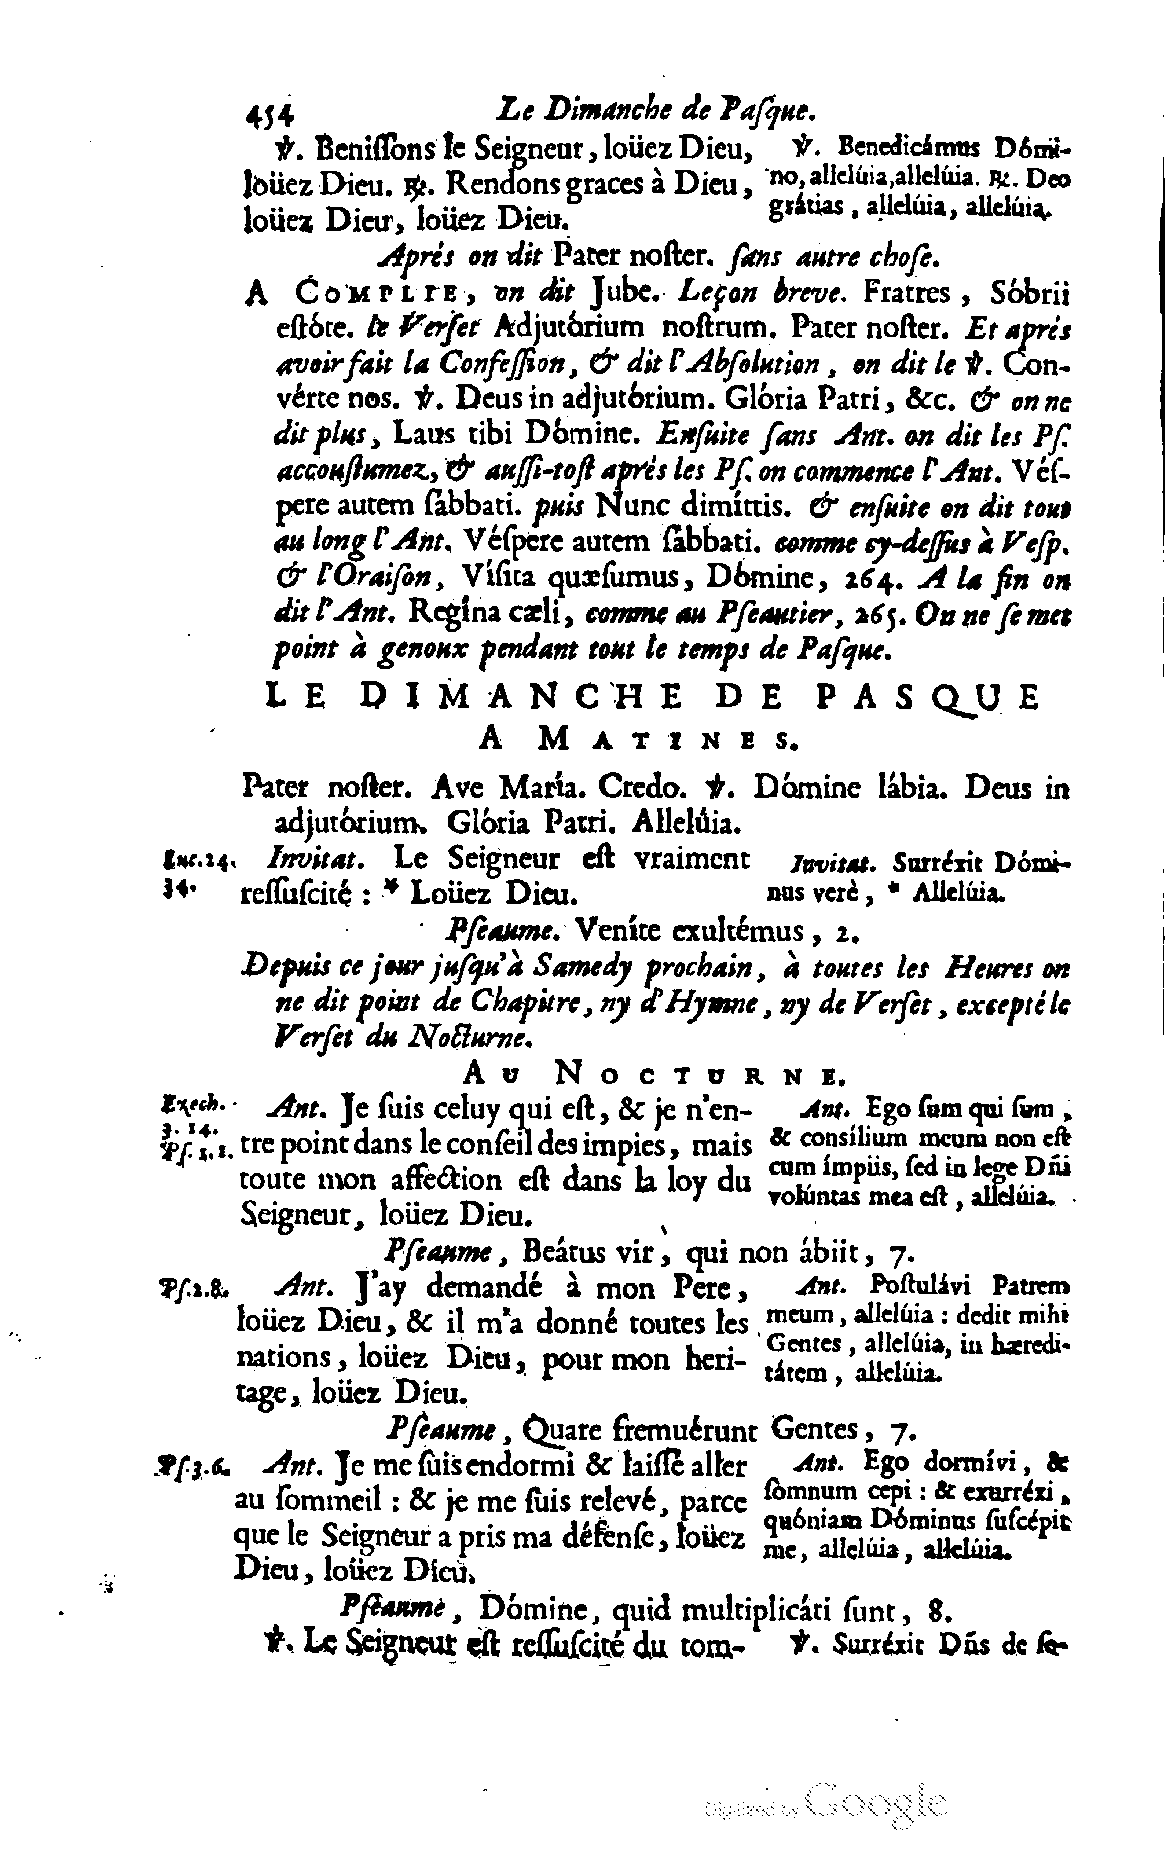 454 Le Dimanche de Paſque.
℣. Beniſſons le Seigneur, loüez Dieu,
loüez Dieu. ℟. Rendons graces à Dieu,
loüez Dieu, loüez Dieu.
℣. Benedicámus Dómi-
no, allelúia, allelúia. ℟. Deo
grátias, allelúia, allelúia.
Aprés on dit Pater noſter. ſans autre choſe.
A COMPLIE, on dit Jube. Leçon breve. Fratres, Sóbrii
eſtóte. le Verſet Adjutórium noſtrum. Pater noſter. Et aprés
avoir fait la Confeſſion, & dit l'Abſolution, on dit le ℣. Con-
vérte nos. ℣. Deus in adjutórium. Glória Patri, &c. & on ne
dit plus, Laus tibi Dómine. Enſuite ſans Ant. on dit les Pſ.
accouſtumez, & auſſi-toſt aprés les Pſ. on commence l'Ant. Véſ-
pere autem ſábbati. puis Nunc dimíttis. & enſuite on dit tout
au long l'Ant. Véſpere autem ſábbati. comme cy-deſſus à Veſp.
& l'Oraiſon, Víſita quæſumus, Dómine, 264. A la fin on
dit l'Ant. Regína cæli, comme au Pſeautier, 265. On ne ſe met
point à genoux pendant tout le temps de Paſque.
LE DIMANCHE DE PASQUE
A MATINES.
Pater noſter. Ave María. Credo. ℣. Dómine lábia. Deus in
adjutórium. Glória Patri. Allelúia.
Luc. 24.
34.
Invitat. Le Seigneur eſt vraiment
reſſuſcité : * Loüez Dieu.
Invitat. Surréxit Dómi-
nus verè, * Allelúia.
Pſeaume. Veníte exultémus, 2.
Depuis ce jour juſqu'à Samedy prochain, à toutes les Heures on
ne dit point de Chapitre, ny d'Hymne, ny de Verſet, excepté le
Verſet du Nocturne.
AU NOCTURNE.
Exech.
3. 14.
Pſ. 1. 1.
Ant. Je ſuis celuy qui eſt, & je n'en-
tre point dans le conſeil des impies, mais
toute mon affection eſt dans la loy du
Seigneur, loüez Dieu.
Ant. Ego ſum qui ſum,
& consílium meum non eſt
cum ímpiis, ſed in lege Dñi
volúntas mea eſt, allelúia.
Pſeaume, Beátus vir, qui non ábiit, 7.
Pſ. 2. 8.
Ant. J'ay demandé à mon Pere,
loüez Dieu, & il m'a donné toutes les
nations, loüez Dieu, pour mon heri-
tage, loüez Dieu.
Ant. Poſtulávi Patrem
meum, allelúia : dedit mihi
Gentes, allelúia, in hæredi-
tátem, allelúia.
Pſeaume, Quare fremuérunt Gentes, 7.
Pſ. 3. 6.
Ant. Je me ſuis endormi & laiſſé aller
au ſommeil : & je me ſuis relevé, parce
que le Seigneur a pris ma défenſe, loüez
Dieu, loüez Dieu.
Ant. Ego dormívi, &
ſómnum cepi : & exurréxi,
quóniam Dóminus ſuſcépit
me, allelúia, allelúia.
Pſeaume, Dómine, quid multiplicáti ſunt, 8.
℣. Le Seigneur eſt reſſuſcité du tom-
℣. Surréxit Dñs de ſe-
Digitized by Google